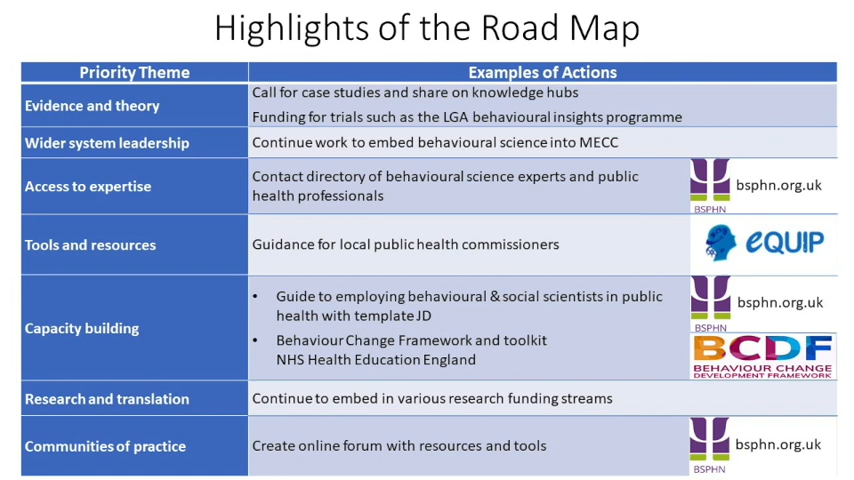 Highlights of the Road Map
Priority Theme
Examples of Actions
Evidence and theory
Call for case studies and share on knowledge hubs
Funding for trials such as the LGA behavioural insights programme
Wider system leadership
Continue work to embed behavioural science into MECC
Access to expertise
Contact directory of behavioural science experts and public
health professionals
BSPHN
bsphn.org.uk
Tools and resources
Guidance for local public health commissioners
eQUIP
Capacity building
• Guide to employing behavioural & social scientists in public
health with template JD
• Behaviour Change Framework and toolkit
NHS Health Education England
BSPHN
bsphn.org.uk
BCDF
BEHAVIOUR CHANGE
DEVELOPMENT FRAMEWORK
Research and translation
Continue to embed in various research funding streams
Communities of practice
Create online forum with resources and tools
BSPHN
bsphn.org.uk